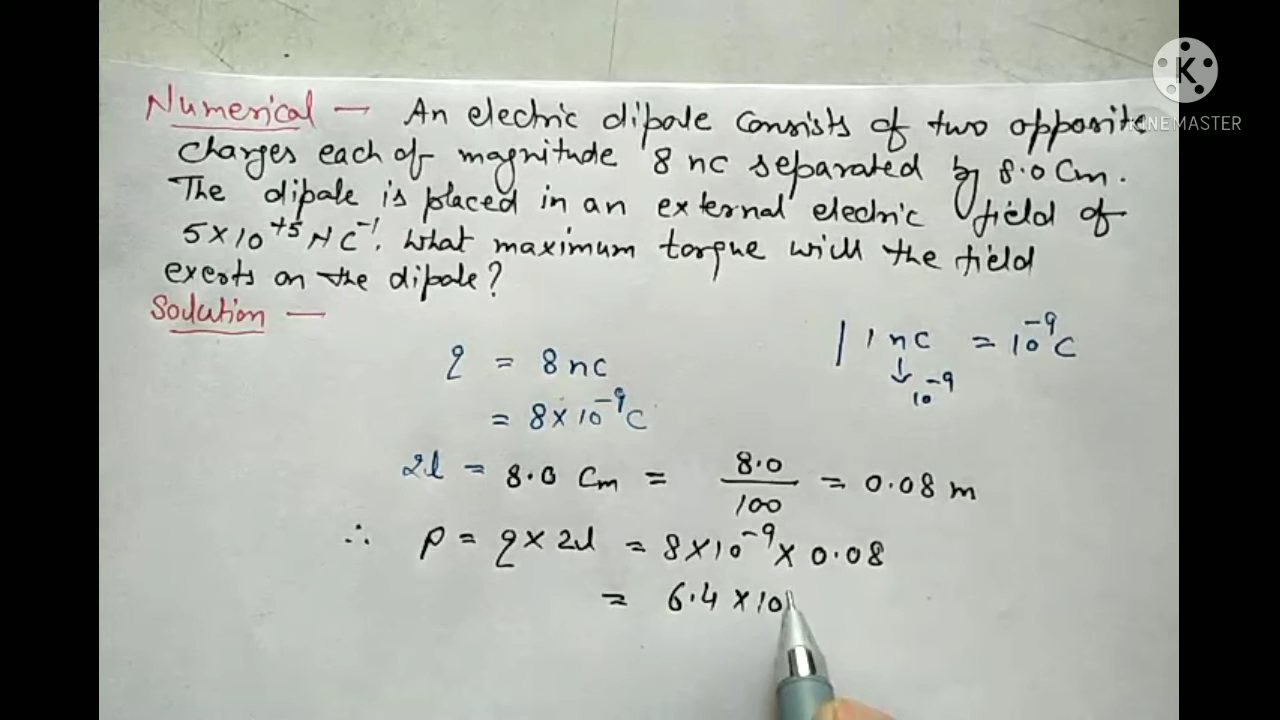 Numerical — An electric dipole consists of two opposite
charges each of magnitude 8 nc separated by 8.0 Cm.
The dipole is placed in an external electric field of
5×10⁺⁵ N C⁻¹. What maximum torque will the field
exerts on the dipole?
Solution —
q = 8 nc
= 8×10⁻⁹ C
| 1 nc = 10⁻⁹ C
↓
10⁻⁹
2l = 8.0 Cm = 8.0/100 = 0.08 m
∴ p = q × 2l = 8×10⁻⁹ × 0.08
= 6.4 × 10
K
KINEMASTER